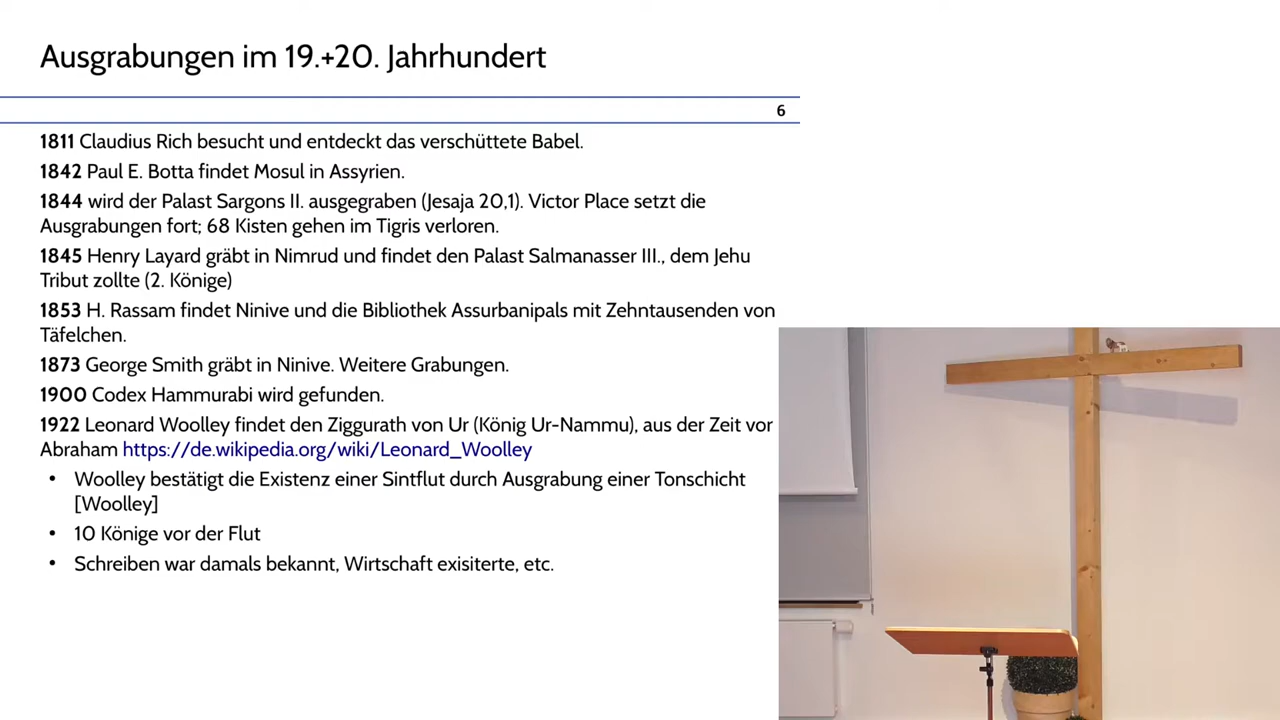 Ausgrabungen im 19.+20. Jahrhundert
6
1811 Claudius Rich besucht und entdeckt das verschüttete Babel.
1842 Paul E. Botta findet Mosul in Assyrien.
1844 wird der Palast Sargons II. ausgegraben (Jesaja 20,1). Victor Place setzt die
Ausgrabungen fort; 68 Kisten gehen im Tigris verloren.
1845 Henry Layard gräbt in Nimrud und findet den Palast Salmanasser III., dem Jehu
Tribut zollte (2. Könige)
1853 H. Rassam findet Ninive und die Bibliothek Assurbanipals mit Zehntausenden von
Täfelchen.
1873 George Smith gräbt in Ninive. Weitere Grabungen.
1900 Codex Hammurabi wird gefunden.
1922 Leonard Woolley findet den Ziggurath von Ur (König Ur-Nammu), aus der Zeit vor
Abraham https://de.wikipedia.org/wiki/Leonard_Woolley
• Woolley bestätigt die Existenz einer Sintflut durch Ausgrabung einer Tonschicht
[Woolley]
• 10 Könige vor der Flut
• Schreiben war damals bekannt, Wirtschaft exisiterte, etc.